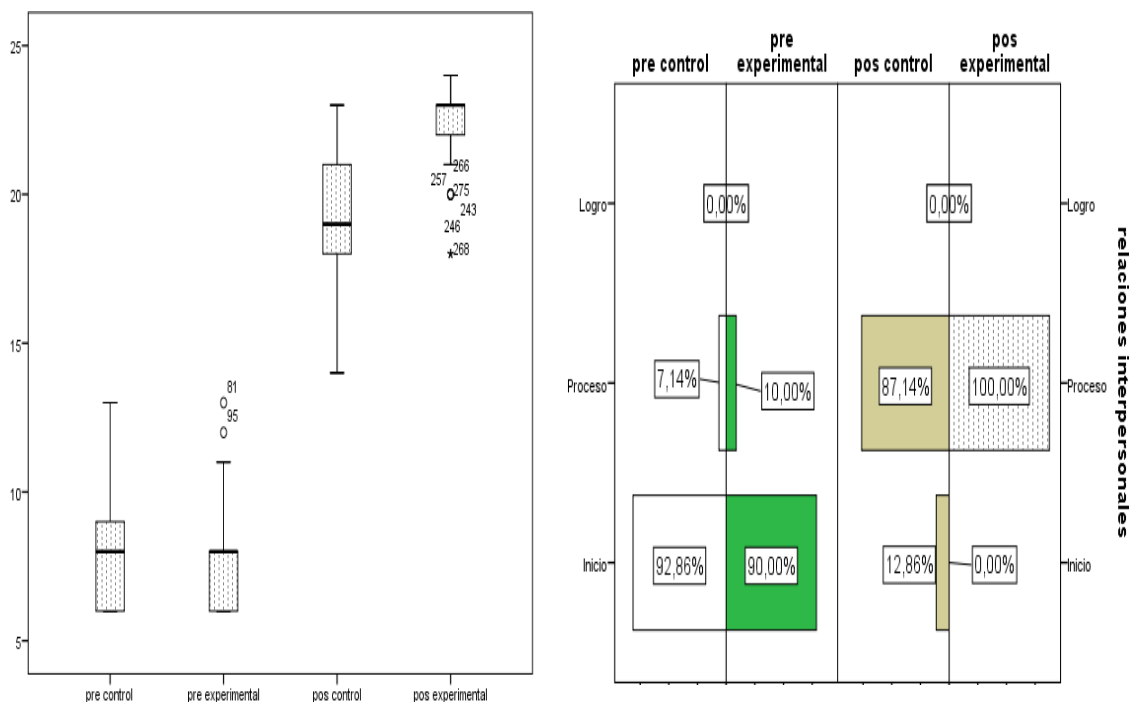 25
20
15
10
5
81
95
266
257
275
243
246
268
pre control
pre experimental
pos control
pos experimental
pre control
pre
experimental
pos control
pos
experimental
Logro
0,00%
0,00%
Logro
Proceso
7,14%
10,00%
87,14%
100,00%
Proceso
Inicio
92,86%
90,00%
12,86%
0,00%
Inicio
relaciones interpersonales